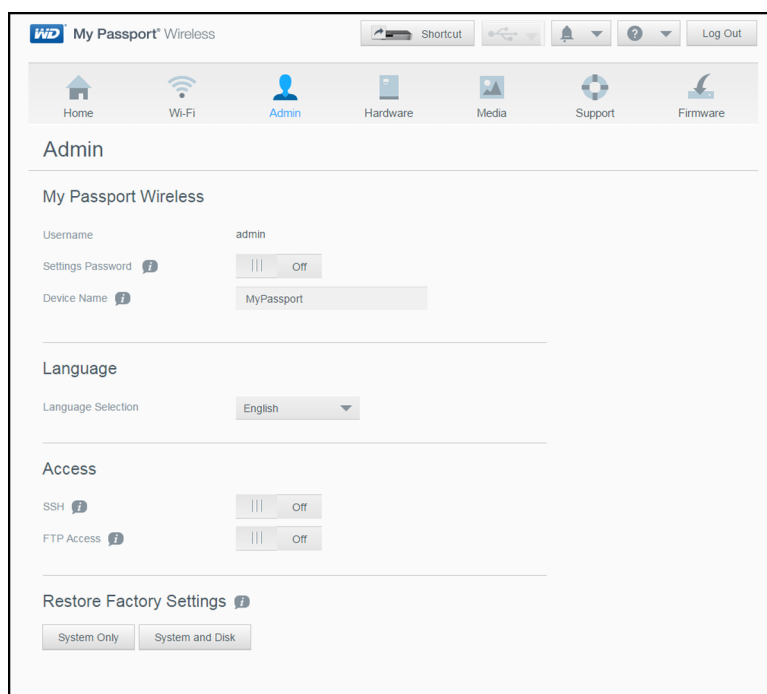 WD My Passport® Wireless
Shortcut
Log Out
Home
Wi-Fi
Admin
Hardware
Media
Support
Firmware
Admin
My Passport Wireless
Username admin
Settings Password Off
Device Name MyPassport
Language
Language Selection English
Access
SSH Off
FTP Access Off
Restore Factory Settings
System Only
System and Disk